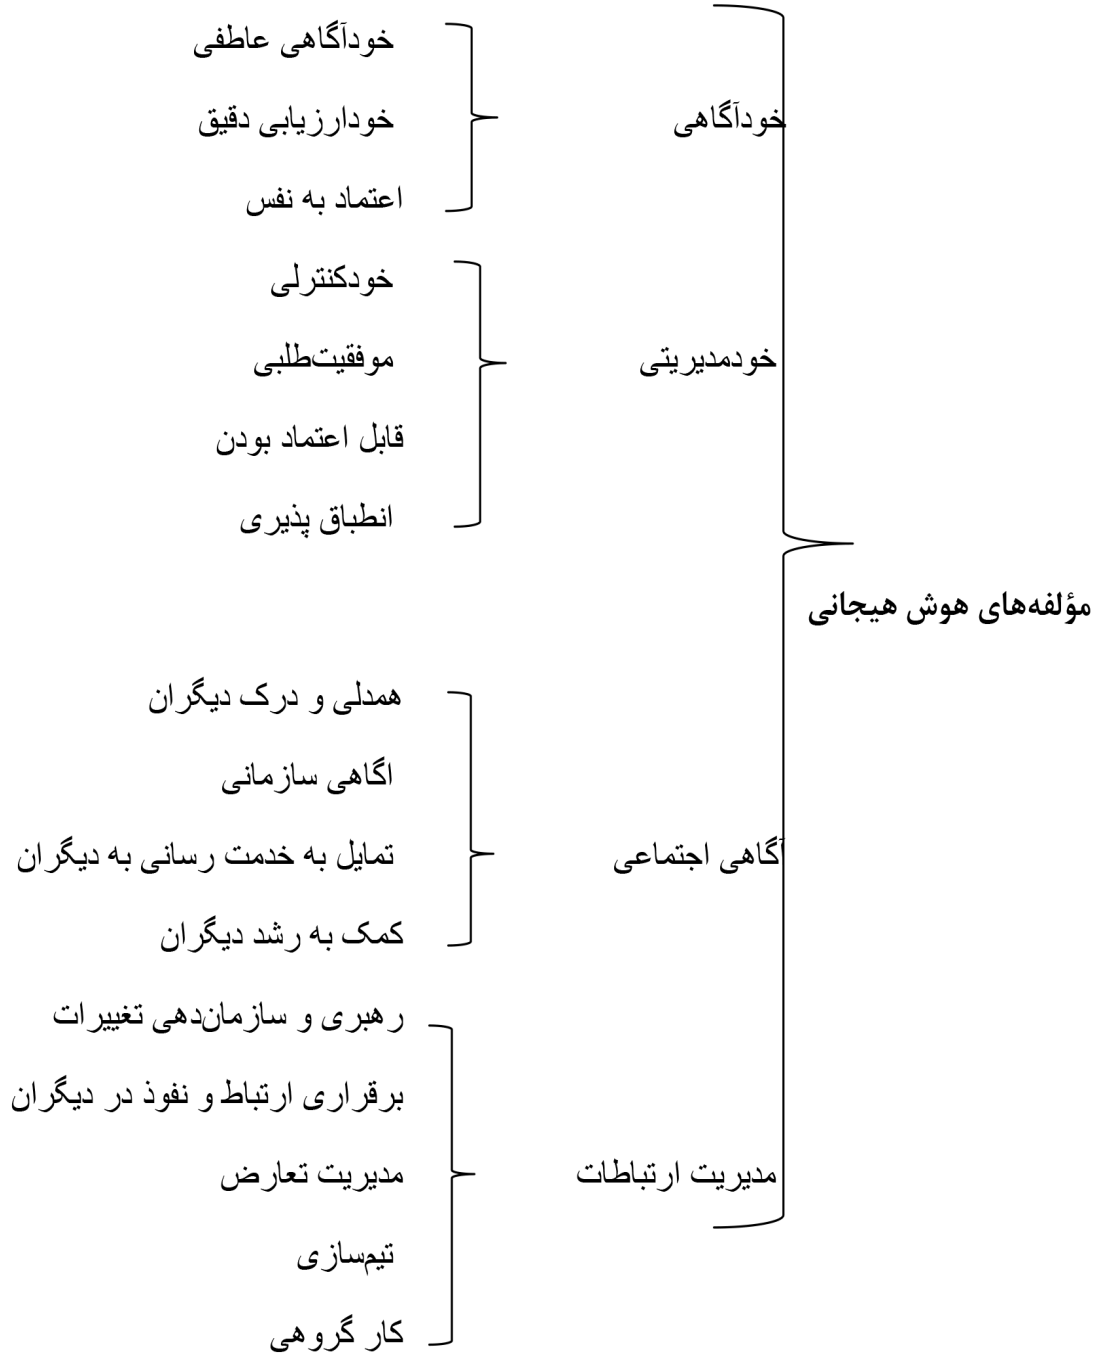 مؤلفه‌های هوش هیجانی
خودآگاهی
خودآگاهی عاطفی
خودارزیابی دقیق
اعتماد به نفس
خودمدیریتی
خودکنترلی
موفقیت‌طلبی
قابل اعتماد بودن
انطباق پذیری
آگاهی اجتماعی
همدلی و درک دیگران
اگاهی سازمانی
تمایل به خدمت رسانی به دیگران
کمک به رشد دیگران
مدیریت ارتباطات
رهبری و سازمان‌دهی تغییرات
برقراری ارتباط و نفوذ در دیگران
مدیریت تعارض
تیم‌سازی
کار گروهی